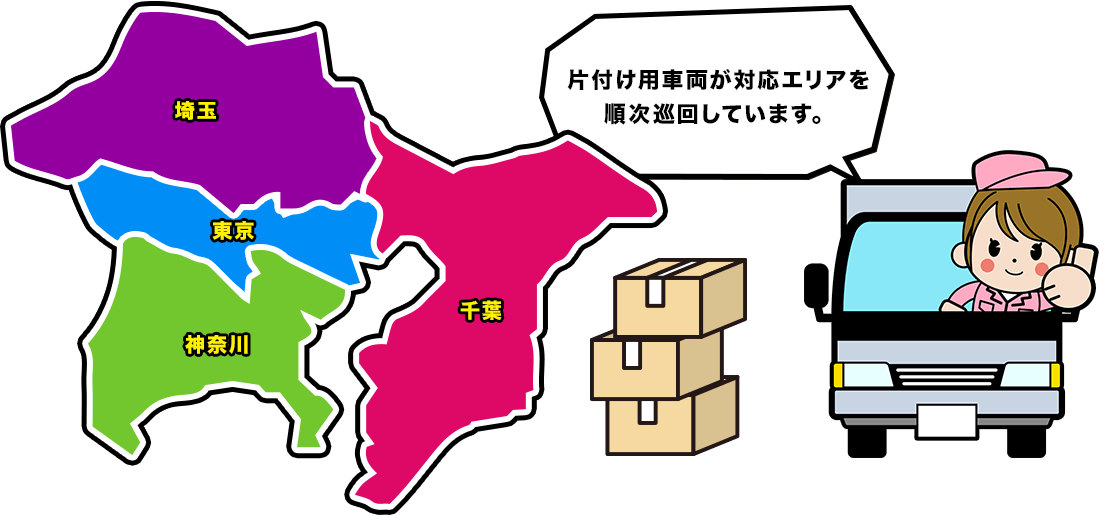 埼玉
東京
神奈川
千葉
片付け用車両が対応エリアを
順次巡回しています。